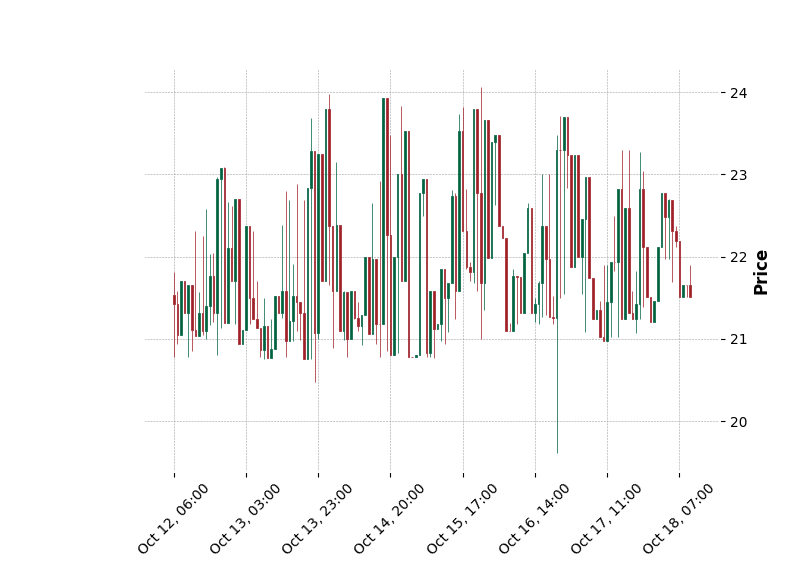 24
23
22
21
20
Price
Oct 12, 06:00
Oct 13, 03:00
Oct 13, 23:00
Oct 14, 20:00
Oct 15, 17:00
Oct 16, 14:00
Oct 17, 11:00
Oct 18, 07:00